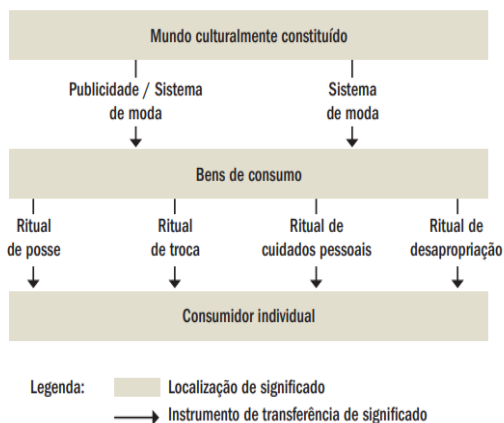 Mundo culturalmente constituído
Publicidade / Sistema
de moda
Sistema
de moda
Bens de consumo
Ritual
de posse
Ritual
de troca
Ritual de
cuidados pessoais
Ritual de
desapropriação
Consumidor individual
Legenda:
Localização de significado
Instrumento de transferência de significado